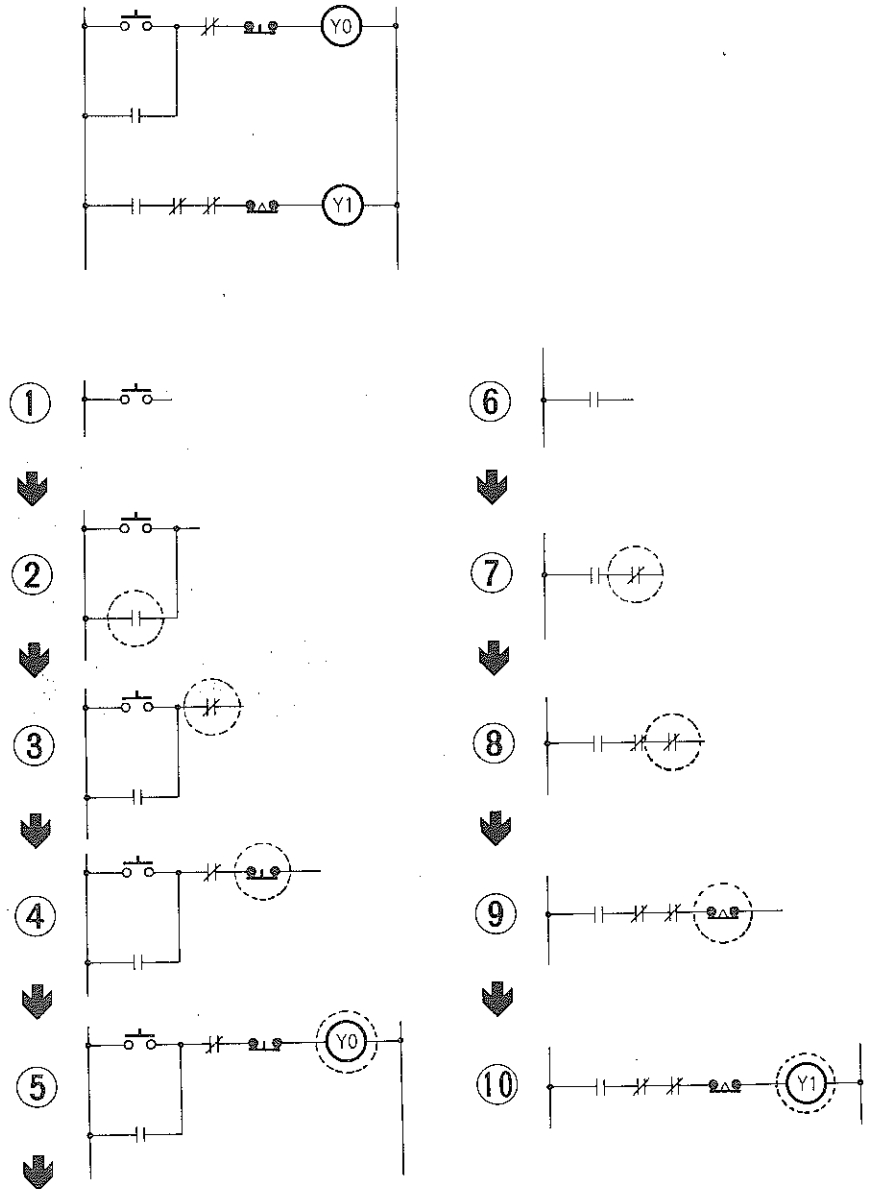 Y0
Y1
①
②
③
④
Y0
⑤
⑥
⑦
⑧
⑨
Y1
⑩